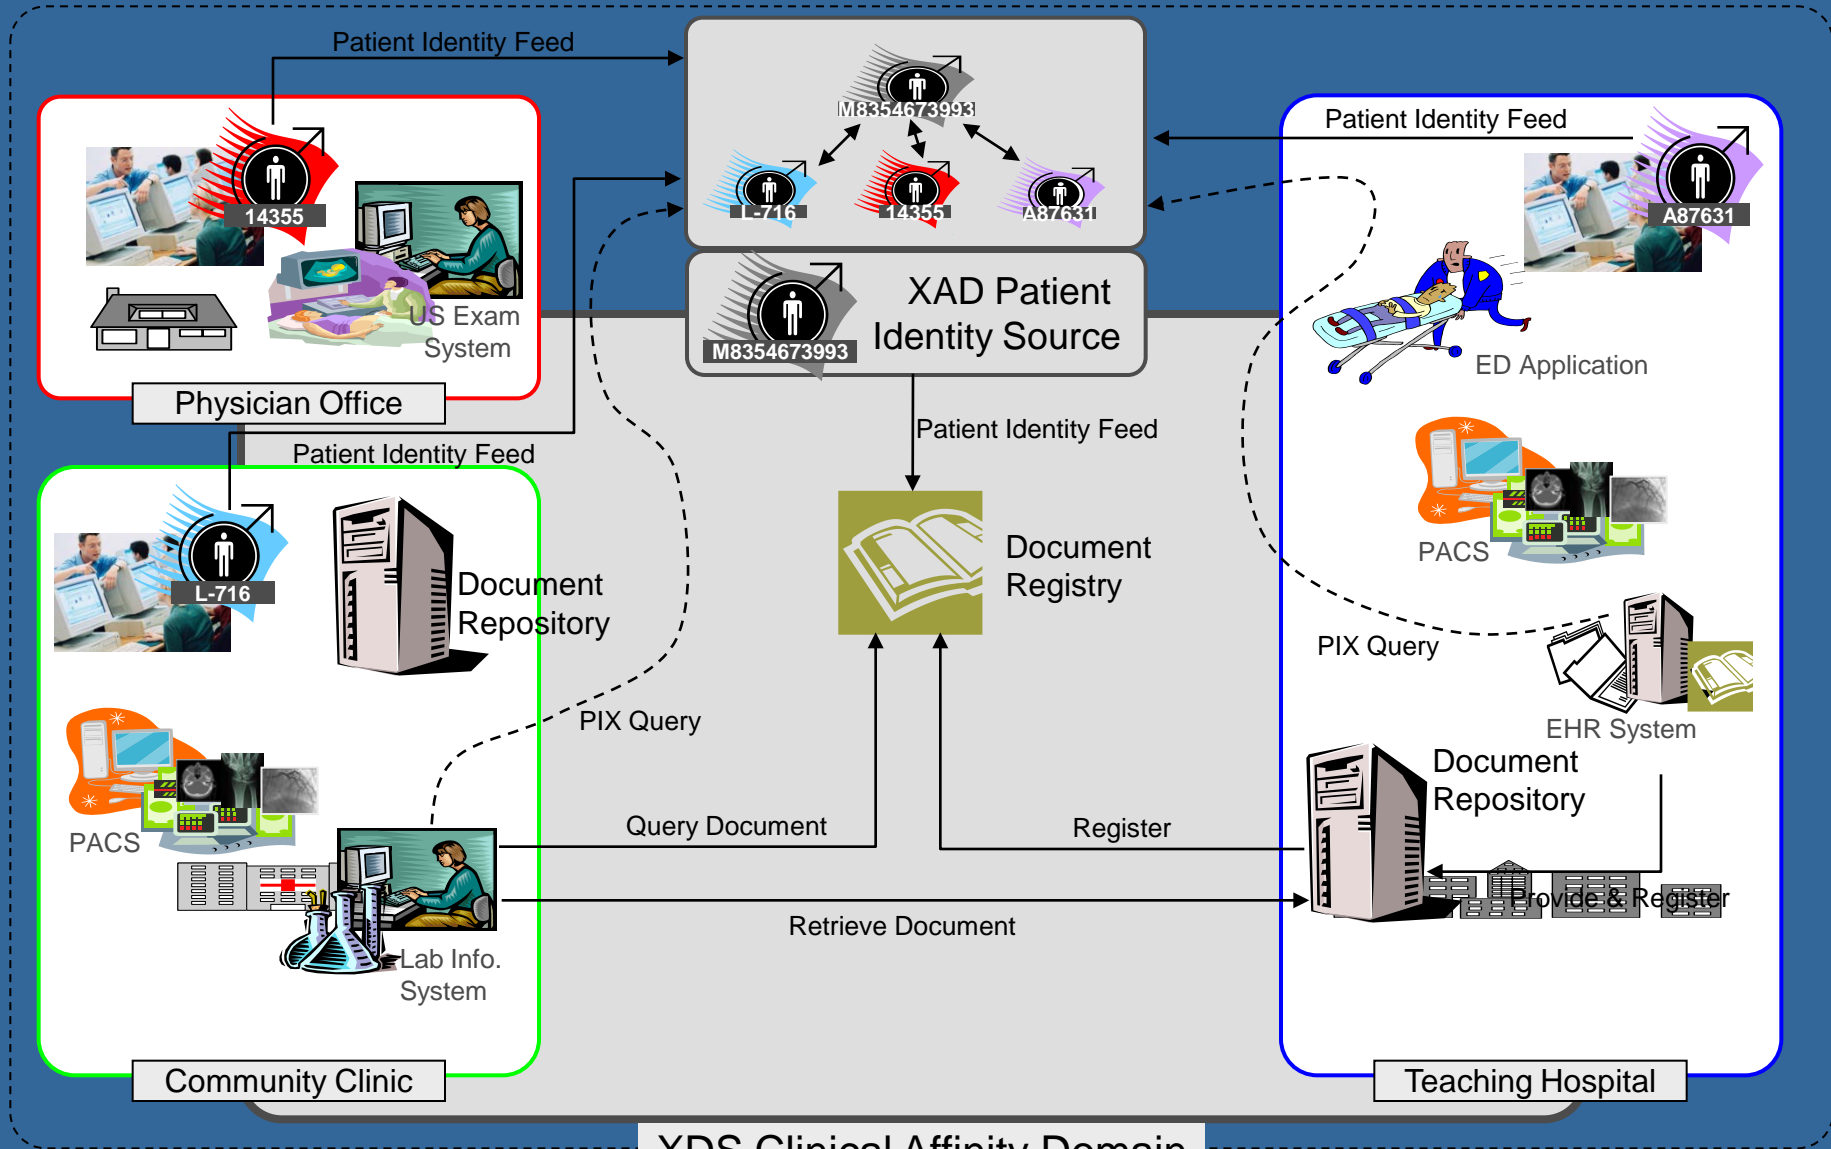 Patient Identity Feed
M8354673993
L-716
14355
A87631
Patient Identity Feed
A87631
14355
US Exam
System
Physician Office
XAD Patient
Identity Source
M8354673993
ED Application
Patient Identity Feed
Patient Identity Feed
L-716
Document
Repository
Document
Registry
PACS
PIX Query
EHR System
PIX Query
Document
Repository
PACS
Query Document
Register
Provide & Register
Retrieve Document
Lab Info.
System
Community Clinic
Teaching Hospital
XDS Clinical Affinity Domain